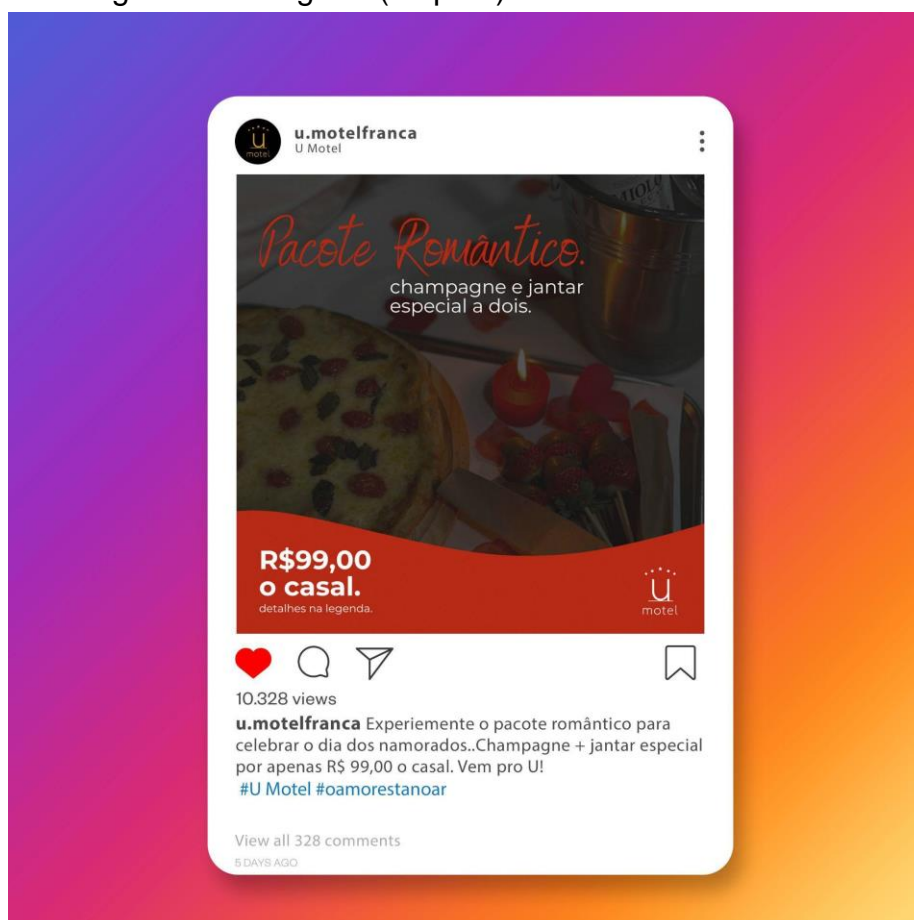 u.motelfranca
U Motel
u
motel
MIOLO
Pacote Romântico.
champagne e jantar
especial a dois.
R$99,00
o casal.
detalhes na legenda.
u
motel
10.328 views
u.motelfranca Experiemente o pacote romântico para
celebrar o dia dos namorados..Champagne + jantar especial
por apenas R$ 99,00 o casal. Vem pro U!
#U Motel #oamorestanoar
View all 328 comments
5 DAYS AGO